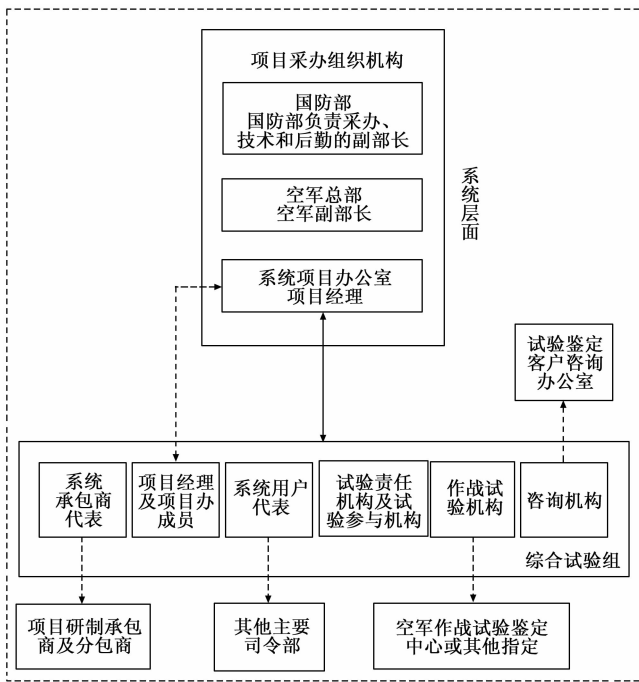 项目采办组织机构
国防部
国防部负责采办、
技术和后勤的副部长
空军总部
空军副部长
系统项目办公室
项目经理
系统层面
试验鉴定
客户咨询
办公室
系统
承包商
代表
项目经理
及项目办
成员
系统用户
代表
试验责任
机构及试
验参与机构
作战试
验机构
咨询机构
综合试验组
项目研制承包
商及分包商
其他主要
司令部
空军作战试验鉴定
中心或其他指定